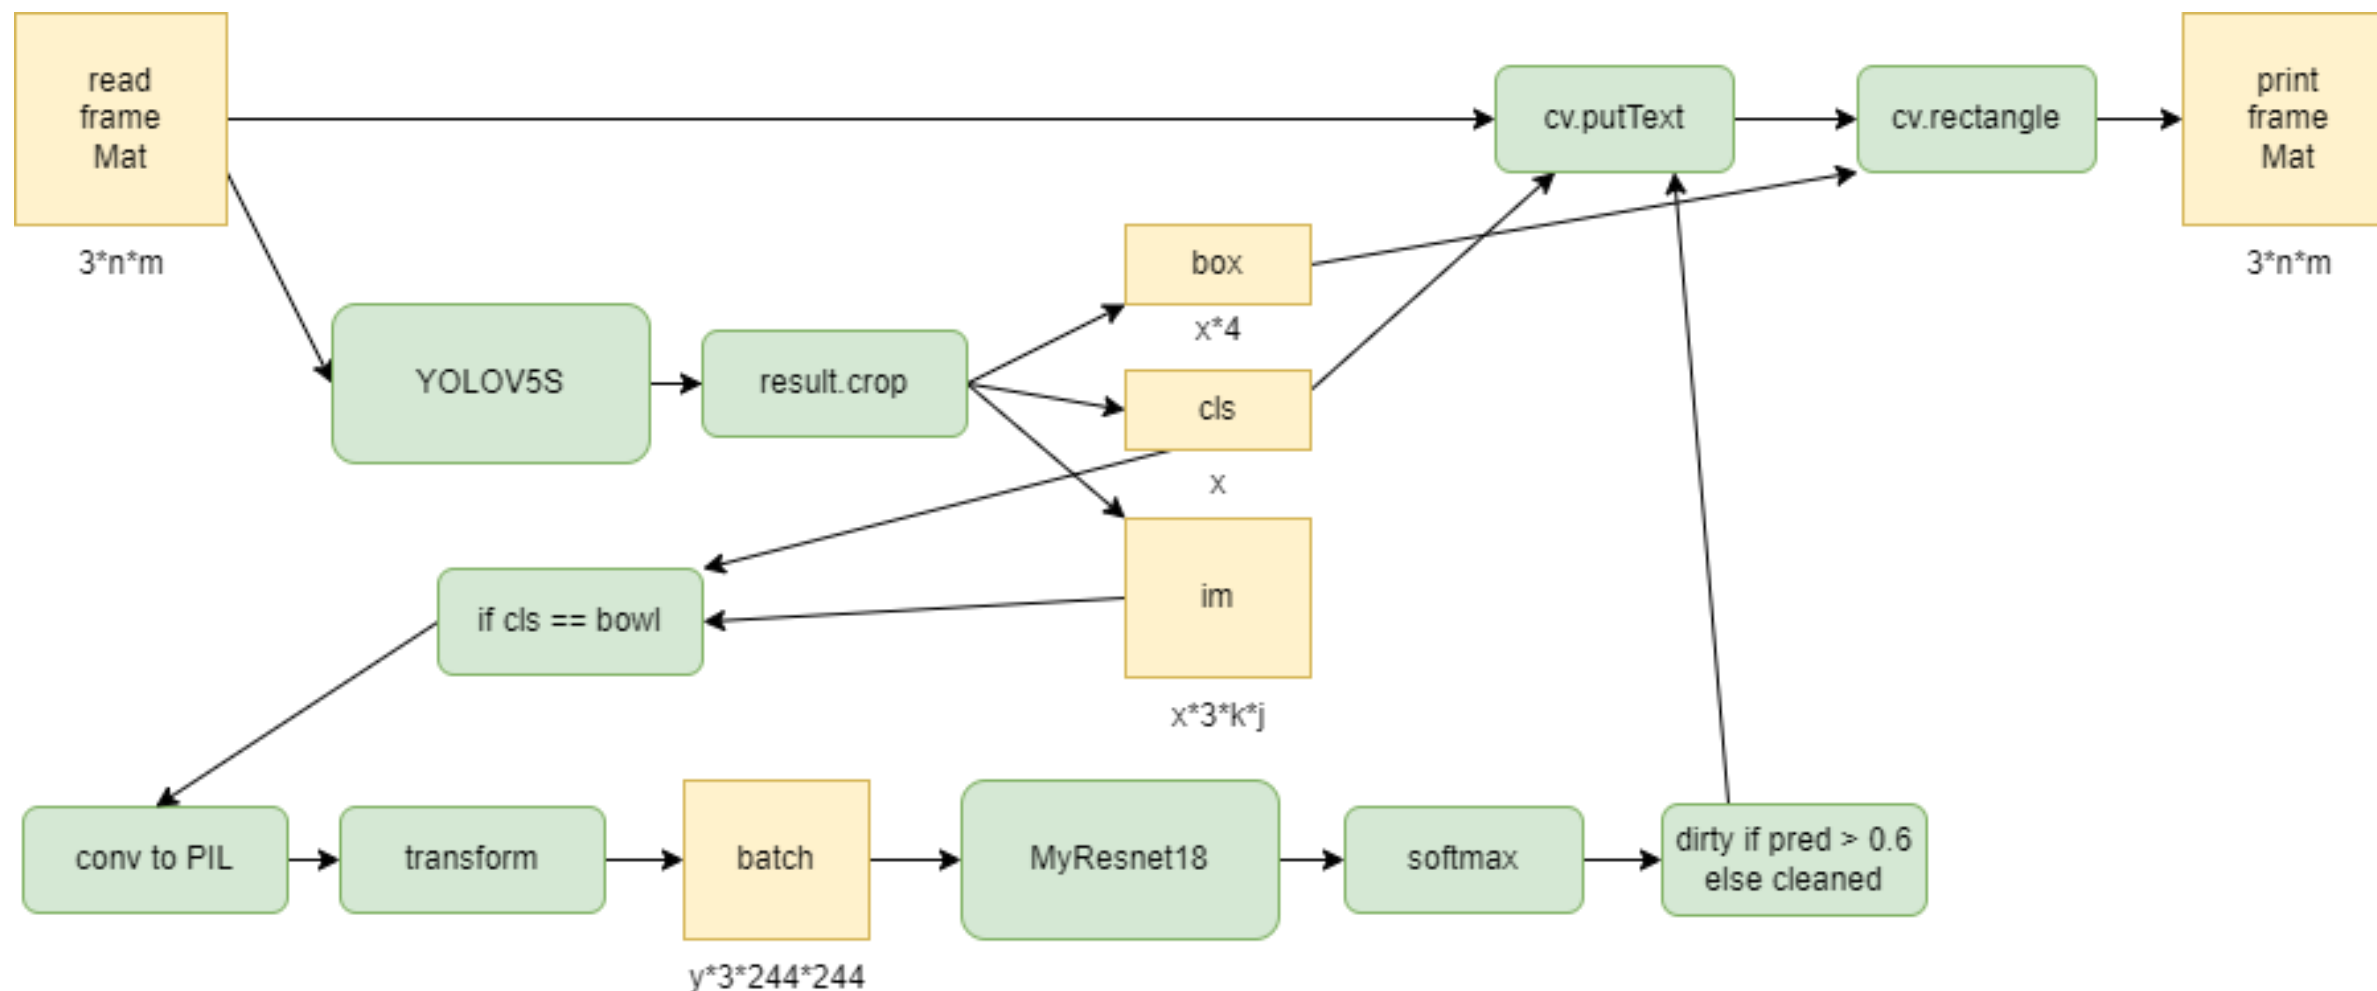 read
frame
Mat
3*n*m
cv.putText
cv.rectangle
print
frame
Mat
3*n*m
YOLOV5S
result.crop
box
x*4
cls
x
if cls == bowl
im
x*3*k*j
conv to PIL
transform
batch
y*3*244*244
MyResnet18
softmax
dirty if pred > 0.6
else cleaned